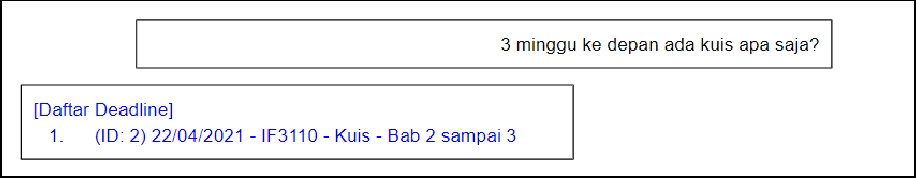 3 minggu ke depan ada kuis apa saja?
[Daftar Deadline]
1. (ID: 2) 22/04/2021 - IF3110 - Kuis - Bab 2 sampai 3